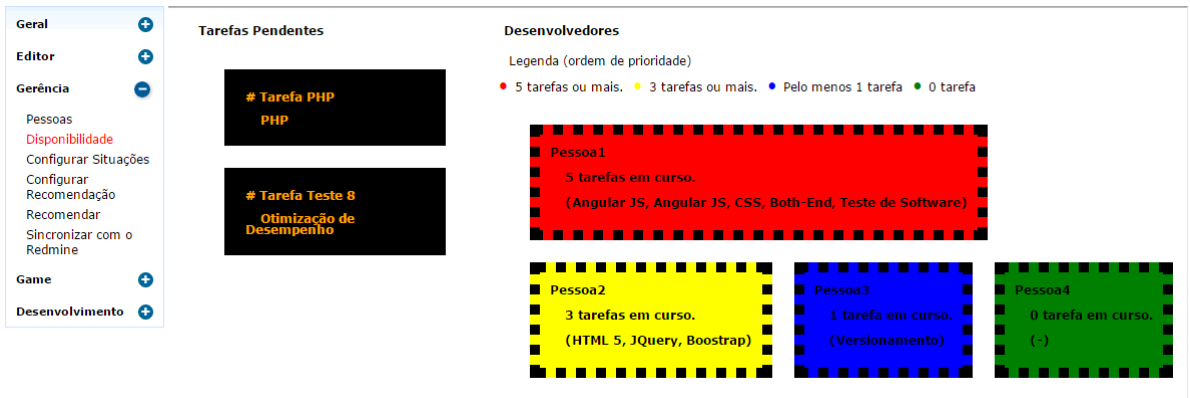 Geral
Editor
Gerência
Pessoas
Disponibilidade
Configurar Situações
Configurar
Recomendação
Recomendar
Sincronizar com o
Redmine
Game
Desenvolvimento
Tarefas Pendentes
# Tarefa PHP
PHP
# Tarefa Teste 8
Otimização de
Desempenho
Desenvolvedores
Legenda (ordem de prioridade)
5 tarefas ou mais. 3 tarefas ou mais. Pelo menos 1 tarefa 0 tarefa
Pessoa1
5 tarefas em curso.
(Angular JS, Angular JS, CSS, Both-End, Teste de Software)
Pessoa2
3 tarefas em curso.
(HTML 5, JQuery, Boostrap)
Pessoa3
1 tarefa em curso.
(Versionamento)
Pessoa4
0 tarefa em curso.
(-)